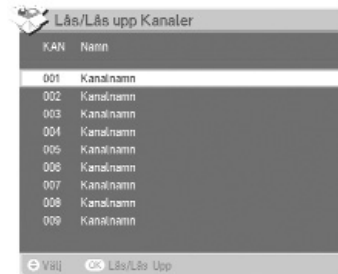 Lås/Lås upp Kanaler
KAN Namn
001 Kanalnamn
002 Kanalnamn
003 Kanalnamn
004 Kanalnamn
005 Kanalnamn
006 Kanalnamn
007 Kanalnamn
008 Kanalnamn
009 Kanalnamn
Välj OK Lås/Lås Upp